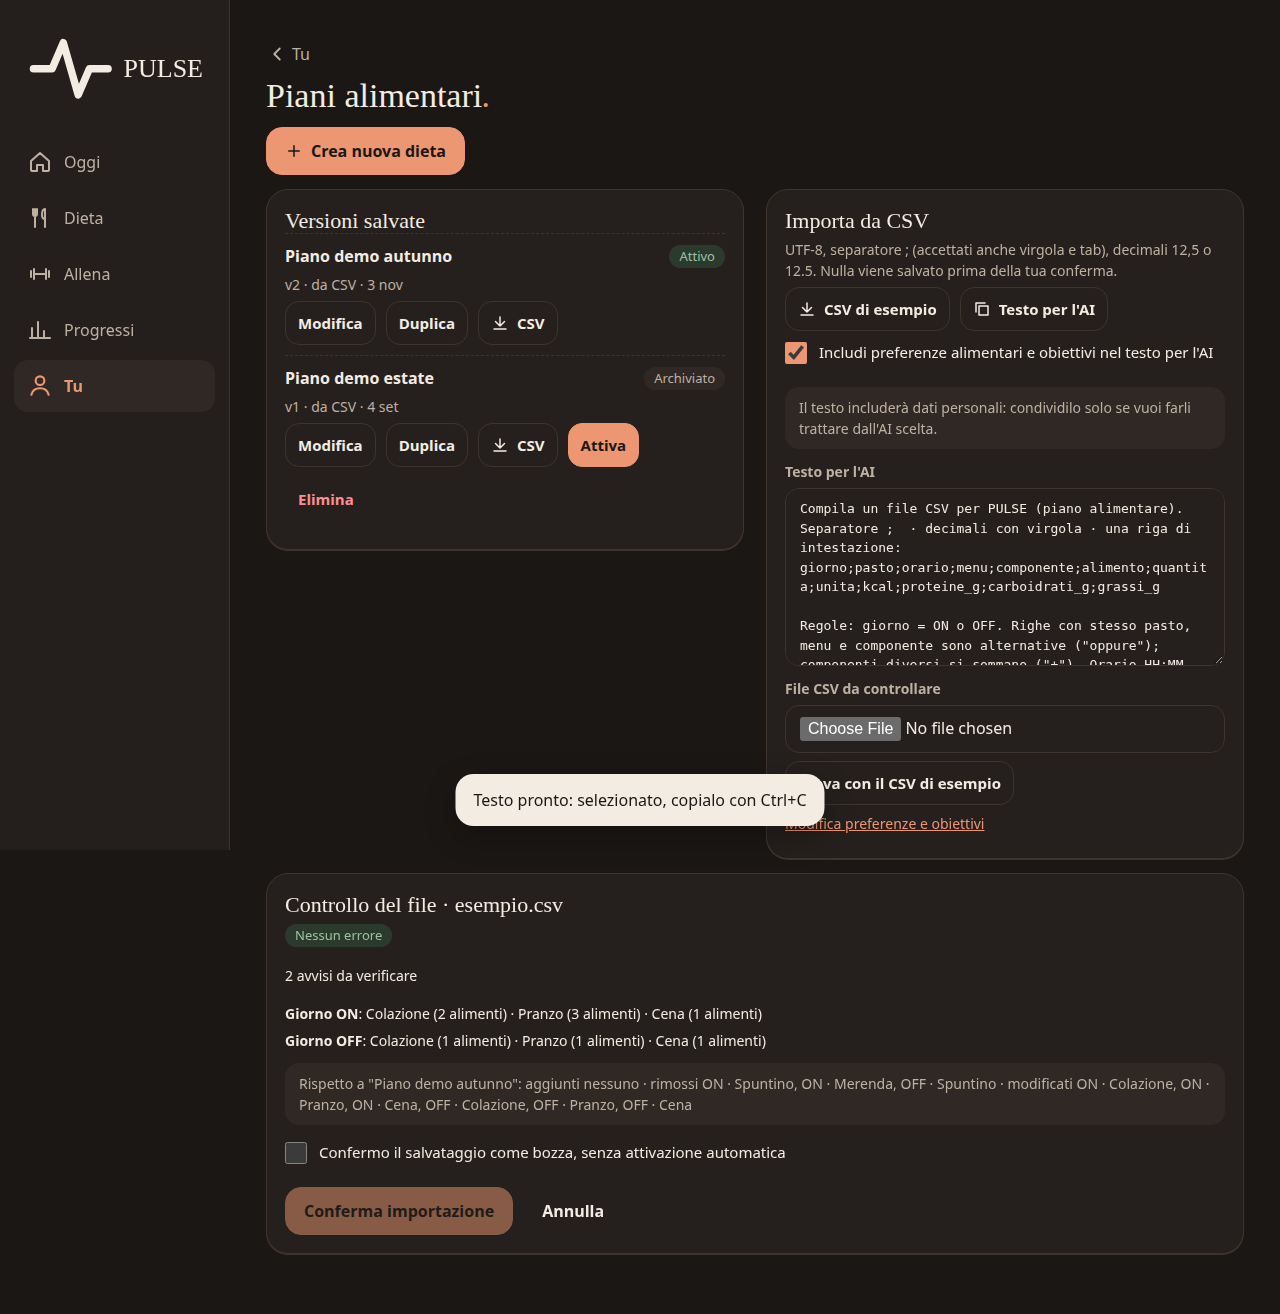 PULSE
Oggi
Dieta
Allena
Progressi
Tu
Tu
Piani alimentari.
Crea nuova dieta
Versioni salvate
Piano demo autunno
Attivo
v2 · da CSV · 3 nov
Modifica
Duplica
CSV
Piano demo estate
Archiviato
v1 · da CSV · 4 set
Modifica
Duplica
CSV
Attiva
Elimina
Importa da CSV
UTF-8, separatore ; (accettati anche virgola e tab), decimali 12,5 o
12.5. Nulla viene salvato prima della tua conferma.
CSV di esempio
Testo per l'AI
Includi preferenze alimentari e obiettivi nel testo per l'AI
Il testo includerà dati personali: condividilo solo se vuoi farli
trattare dall'AI scelta.
Testo per l'AI
Compila un file CSV per PULSE (piano alimentare).
Separatore ;  · decimali con virgola · una riga di
intestazione:
giorno;pasto;orario;menu;componente;alimento;quantit
a;unita;kcal;proteine_g;carboidrati_g;grassi_g
Regole: giorno = ON o OFF. Righe con stesso pasto,
menu e componente sono alternative ("oppure");
componenti diversi si sommano ("+"). Orario HH:MM
File CSV da controllare
Choose File No file chosen
va con il CSV di esempio
Modifica preferenze e obiettivi
Testo pronto: selezionato, copialo con Ctrl+C
Controllo del file · esempio.csv
Nessun errore
2 avvisi da verificare
Giorno ON: Colazione (2 alimenti) · Pranzo (3 alimenti) · Cena (1 alimenti)
Giorno OFF: Colazione (1 alimenti) · Pranzo (1 alimenti) · Cena (1 alimenti)
Rispetto a "Piano demo autunno": aggiunti nessuno · rimossi ON · Spuntino, ON · Merenda, OFF · Spuntino · modificati ON · Colazione, ON ·
Pranzo, ON · Cena, OFF · Colazione, OFF · Pranzo, OFF · Cena
Confermo il salvataggio come bozza, senza attivazione automatica
Conferma importazione
Annulla